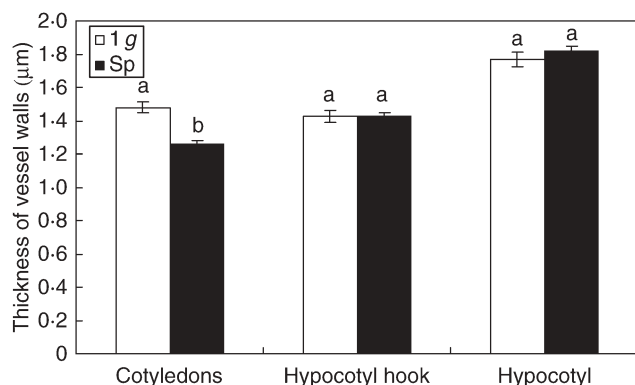 Thickness of vessel walls (μm)
2·0
1·8
1·6
1·4
1·2
1·0
0·8
0·6
0·4
0·2
0
1 g
Sp
a
b
a
a
a
a
Cotyledons
Hypocotyl hook
Hypocotyl